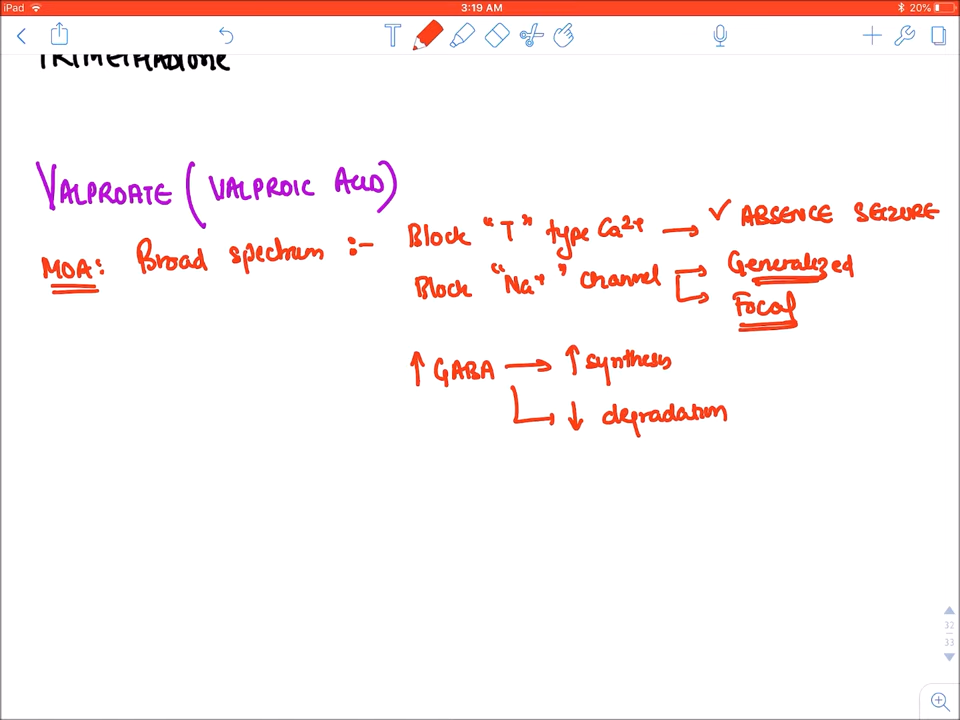 iPad 3:19 AM 20%
TRIMETHADIONE
VALPROATE (VALPROIC ACID)
MOA: Broad spectrum :- Block "T" type Ca2+ → ✓ ABSENCE SEIZURE
Block "Na+" channel → Generalized
→ Focal
↑ GABA → ↑ synthesis
→ ↓ degradation
32
33